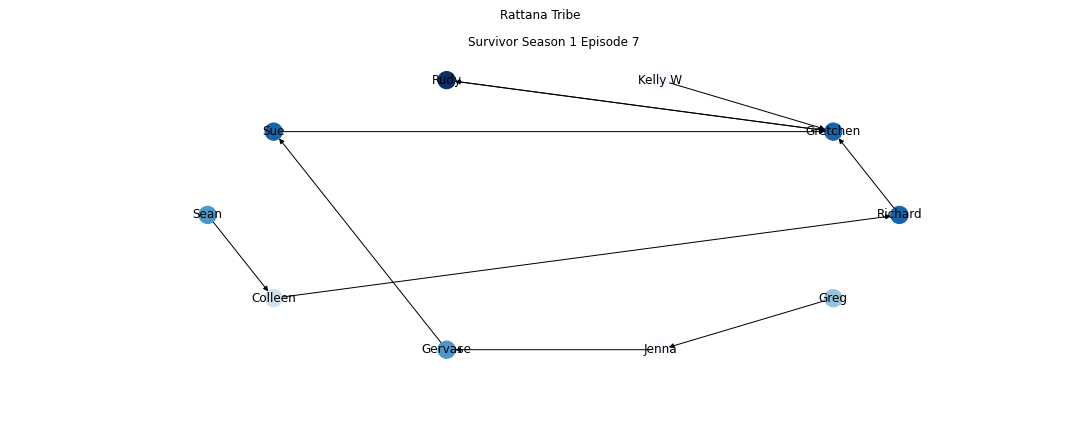 Rattana Tribe
Survivor Season 1 Episode 7
Rudy
Kelly W
Sue
Gretchen
Sean
Richard
Colleen
Greg
Gervase
Jenna